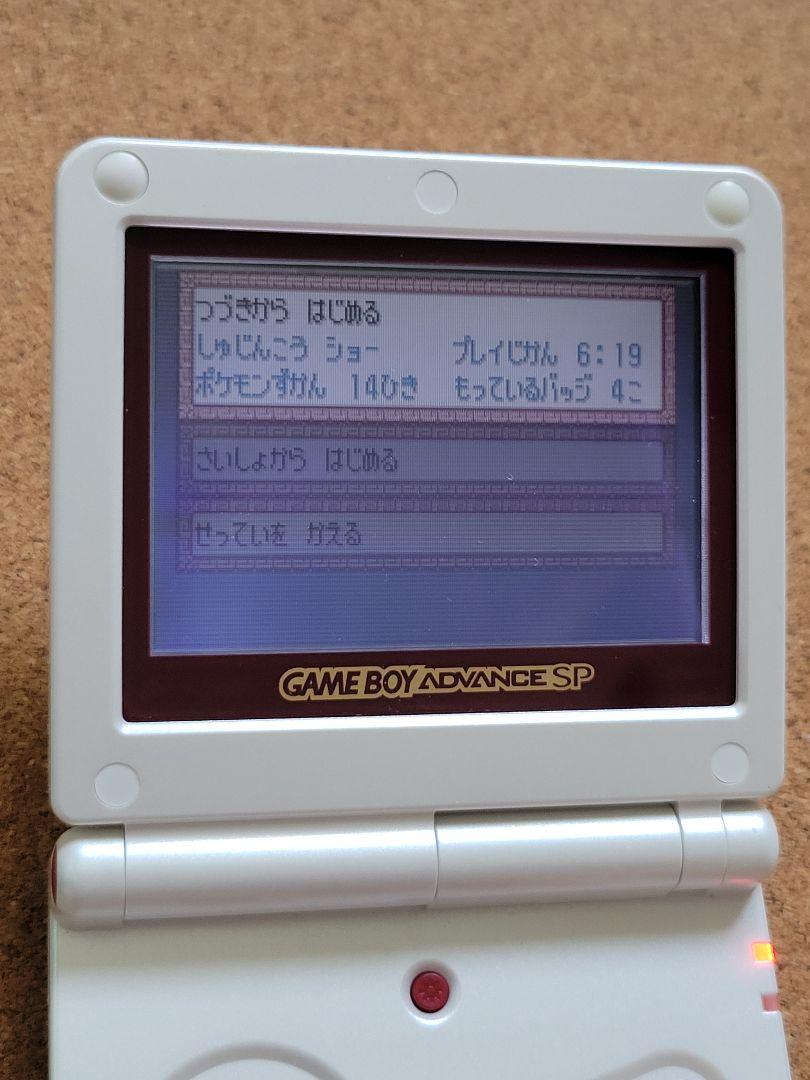 つづきから はじめる
しゅじんこう ショー プレイじかん 6:19
ポケモンずかん 14ひき もっているバッジ 4こ
さいしょから はじめる
せっていを かえる
GAME BOY ADVANCE SP